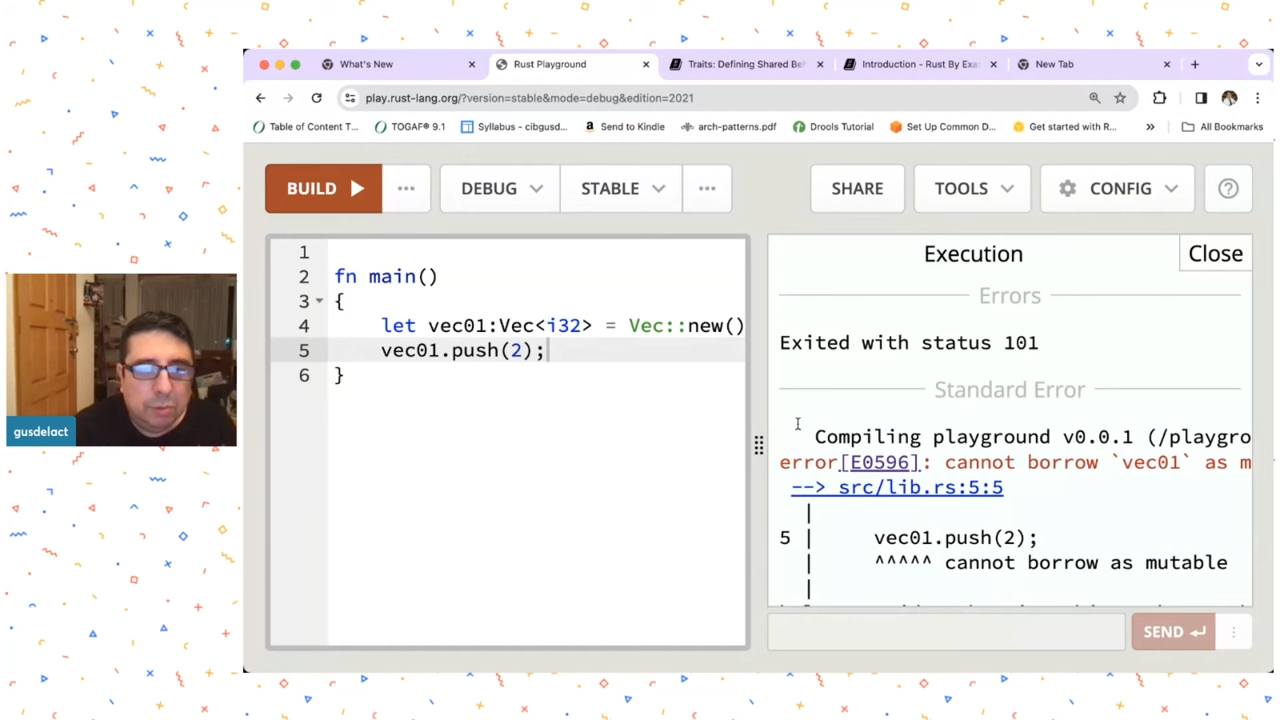 What's New
Rust Playground
Traits: Defining Shared Beh
Introduction - Rust By Exa
New Tab
play.rust-lang.org/?version=stable&mode=debug&edition=2021
Table of Content T...
TOGAF® 9.1
Syllabus - cibgusd...
Send to Kindle
arch-patterns.pdf
Drools Tutorial
Set Up Common D...
Get started with R...
All Bookmarks
BUILD
DEBUG
STABLE
SHARE
TOOLS
CONFIG
1
2 fn main()
3 {
4 let vec01:Vec<i32> = Vec::new()
5 vec01.push(2);
6 }
Execution
Close
Errors
Exited with status 101
Standard Error
Compiling playground v0.0.1 (/playgro
error[E0596]: cannot borrow `vec01` as m
--> src/lib.rs:5:5
|
5 | vec01.push(2);
| ^^^^^ cannot borrow as mutable
|
SEND
gusdelact